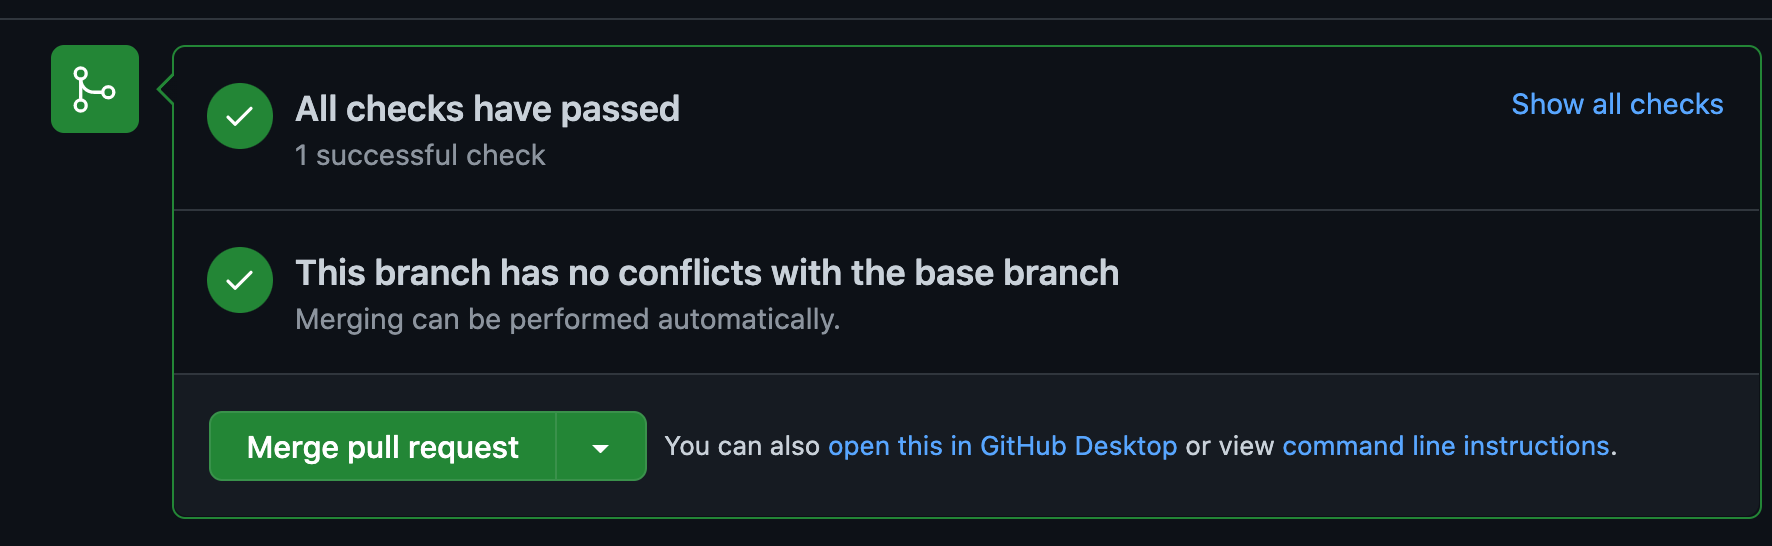 All checks have passed
Show all checks
1 successful check
This branch has no conflicts with the base branch
Merging can be performed automatically.
Merge pull request
You can also open this in GitHub Desktop or view command line instructions.